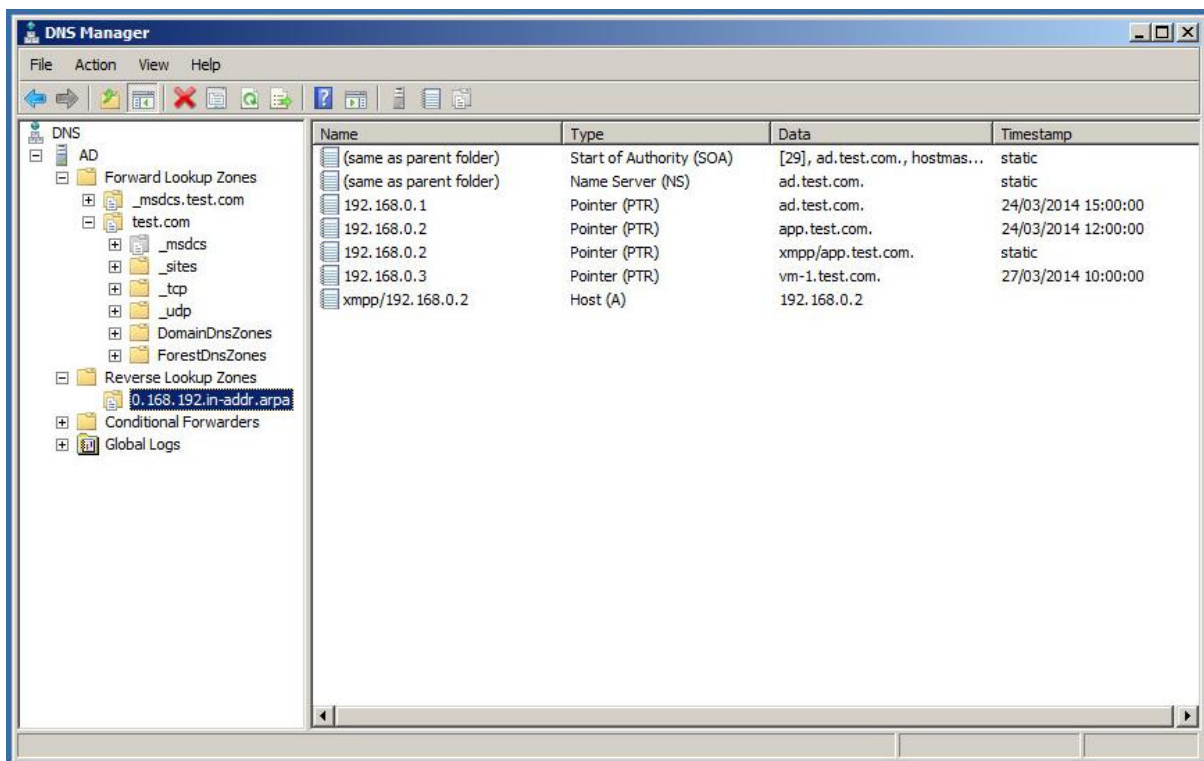 DNS Manager
File Action View Help
DNS
AD
Forward Lookup Zones
_msdcs.test.com
test.com
_msdcs
_sites
_tcp
_udp
DomainDnsZones
ForestDnsZones
Reverse Lookup Zones
0.168.192.in-addr.arpa
Conditional Forwarders
Global Logs
Name Type Data Timestamp
(same as parent folder) Start of Authority (SOA) [29], ad.test.com., hostmas... static
(same as parent folder) Name Server (NS) ad.test.com. static
192.168.0.1 Pointer (PTR) ad.test.com. 24/03/2014 15:00:00
192.168.0.2 Pointer (PTR) app.test.com. 24/03/2014 12:00:00
192.168.0.2 Pointer (PTR) xmpp/app.test.com. static
192.168.0.3 Pointer (PTR) vm-1.test.com. 27/03/2014 10:00:00
xmpp/192.168.0.2 Host (A) 192.168.0.2